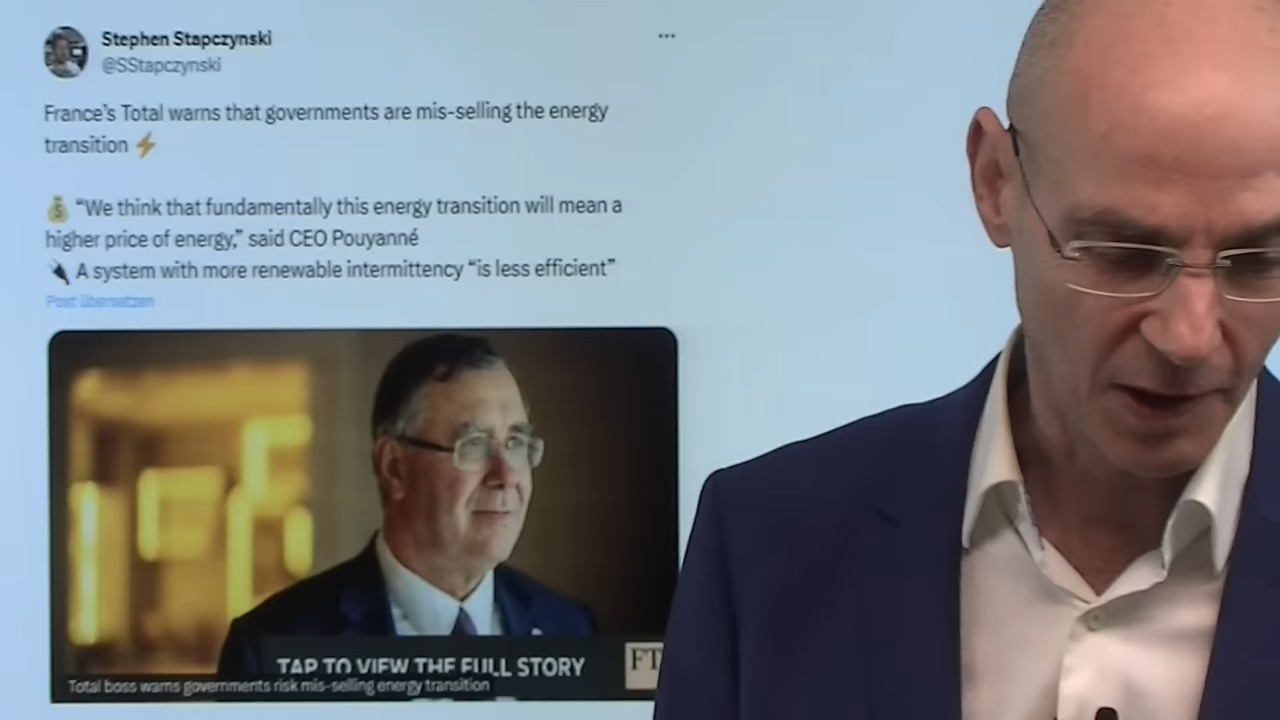 Stephen Stapczynski
@SStapczynski
France's Total warns that governments are mis-selling the energy
transition ⚡
💰 “We think that fundamentally this energy transition will mean a
higher price of energy,” said CEO Pouyanné
🔌 A system with more renewable intermittency “is less efficient”
Post übersetzen
TAP TO VIEW THE FULL STORY
FT
Total boss warns governments risk mis-selling energy transition